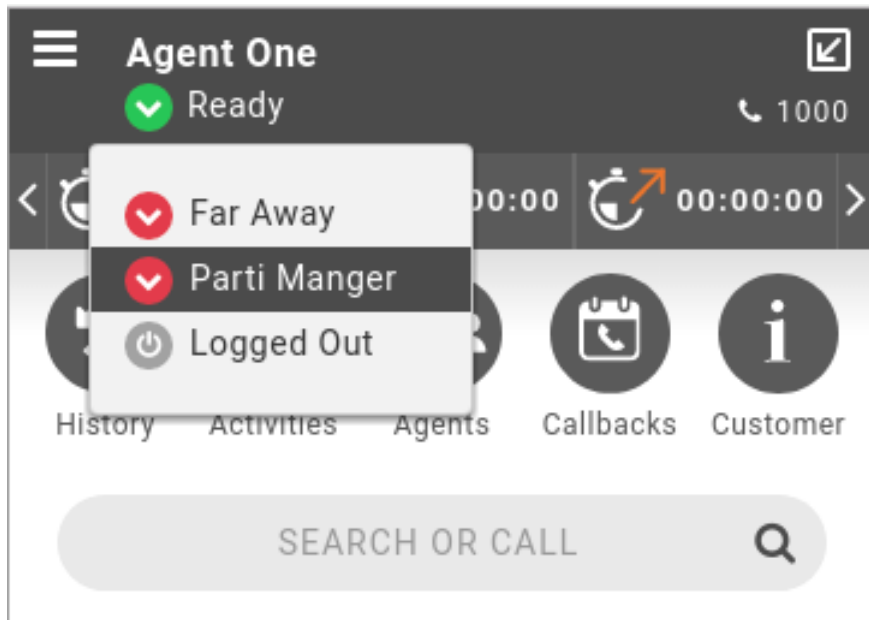 Agent One
Ready
1000
Far Away
00:00
00:00:00
Parti Manger
Logged Out
History
Activities
Agents
Callbacks
Customer
SEARCH OR CALL